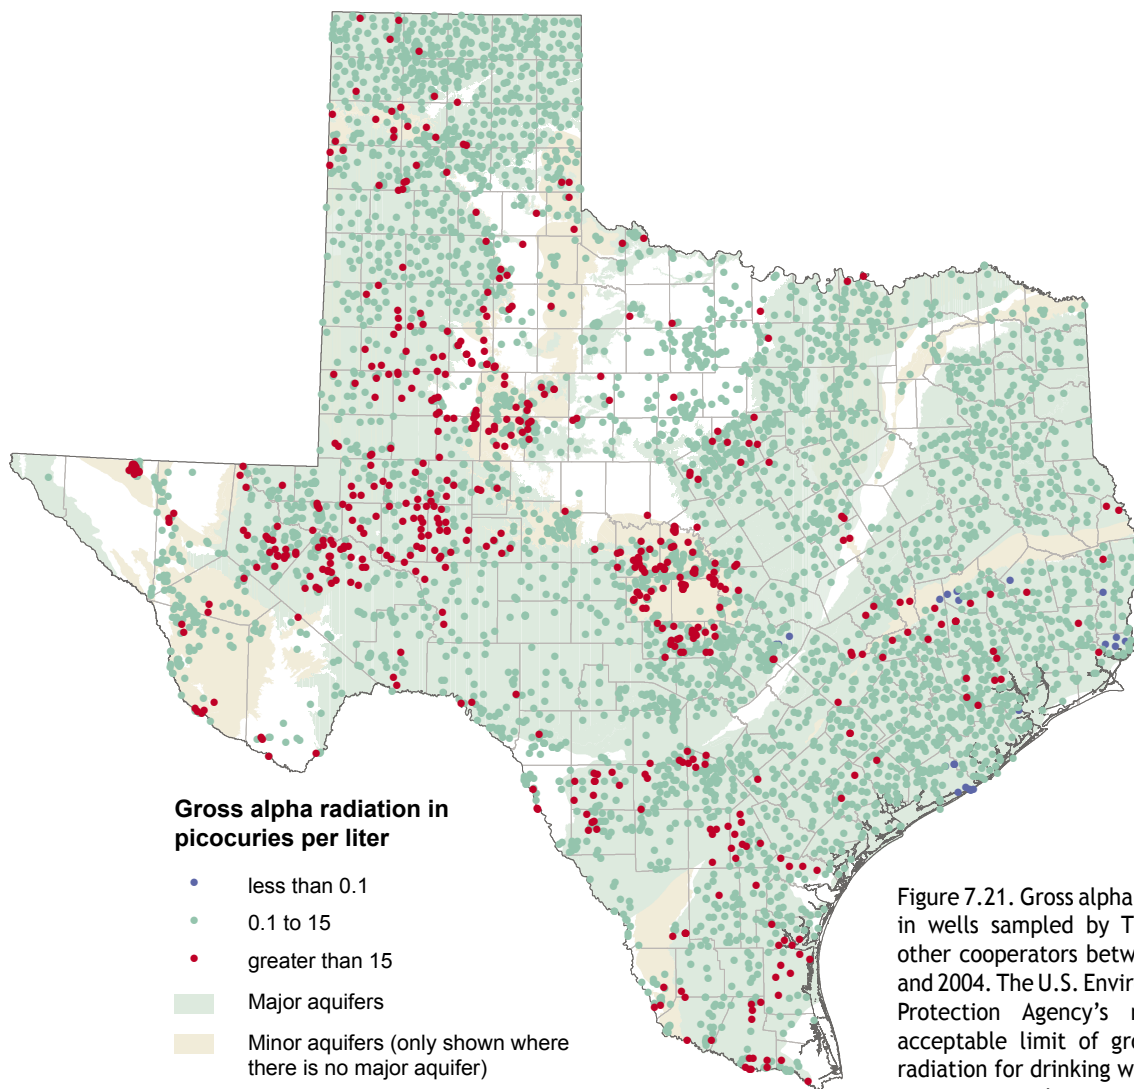 Gross alpha radiation in
picocuries per liter
less than 0.1
0.1 to 15
greater than 15
Major aquifers
Minor aquifers (only shown where
there is no major aquifer)
Figure 7.21. Gross alpha
in wells sampled by T
other cooperators betw
and 2004. The U.S. Envir
Protection Agency's
acceptable limit of gr
radiation for drinking w